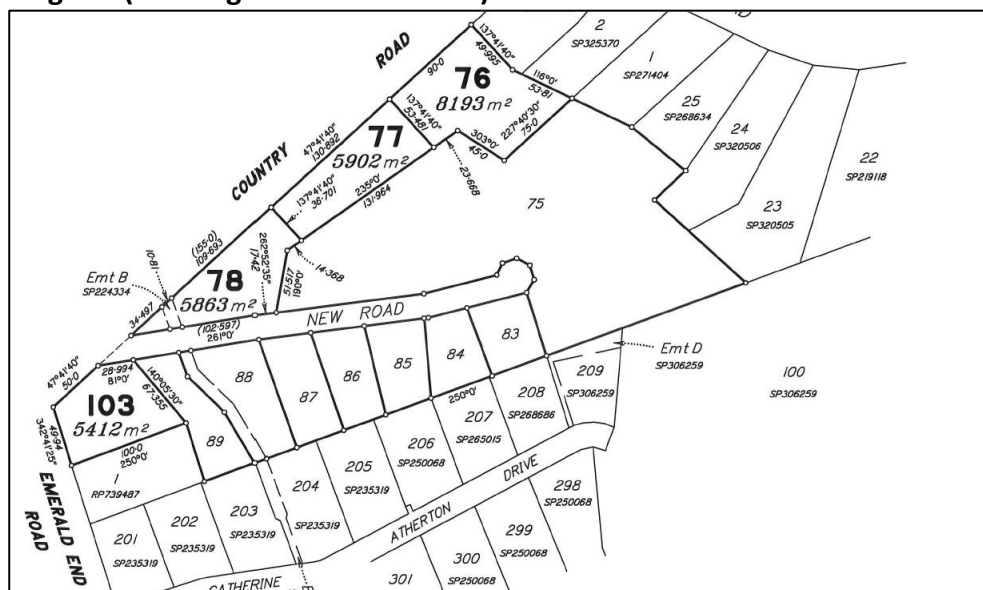 ROAD
137°41'40"
49·995
2
SP325370
1
SP271404
116°0'
53·81
90·0
76
8193 m²
137°41'40"
53·481
25
SP268634
24
SP320506
22
SP219118
23
SP320505
227°40'30"
75·0
303°0'
45·0
23·668
47°41'40"
130·892
77
5902 m²
COUNTRY
137°41'40"
36·701
235°0'
131·964
75
(155·0)
109·693
262°52'35"
17·42
14·368
51·517
190°0'
10·81
Emt B
SP224334
78
5863 m²
34·497
(102·597)
261°0'
NEW ROAD
47°41'40"
50·0
28·994
81°0'
140°05'30"
67·355
103
5412 m²
49·94
342°41'25"
100·0
250°0'
88
87
86
85
84
83
89
250°0'
Emt D
SP306259
209
SP306259
100
SP306259
208
SP268686
207
SP265015
206
SP250068
205
SP235319
204
SP235319
203
SP235319
202
SP235319
201
SP235319
1
RP739487
EMERALD END
ROAD
ATHERTON DRIVE
298
SP250068
299
SP250068
300
SP250068
301
CATHERINE